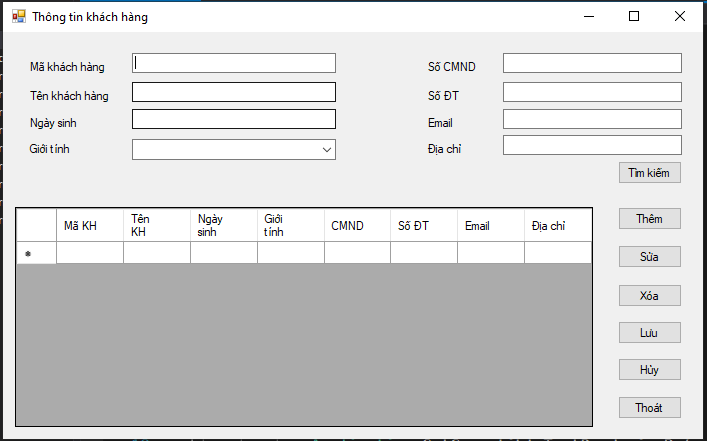 Thông tin khách hàng
Mã khách hàng
Số CMND
Tên khách hàng
Số ĐT
Ngày sinh
Email
Giới tính
Địa chỉ
Tìm kiếm
Mã KH
Tên
KH
Ngày
sinh
Giới
tính
CMND
Số ĐT
Email
Địa chỉ
Thêm
Sửa
Xóa
Lưu
Hủy
Thoát